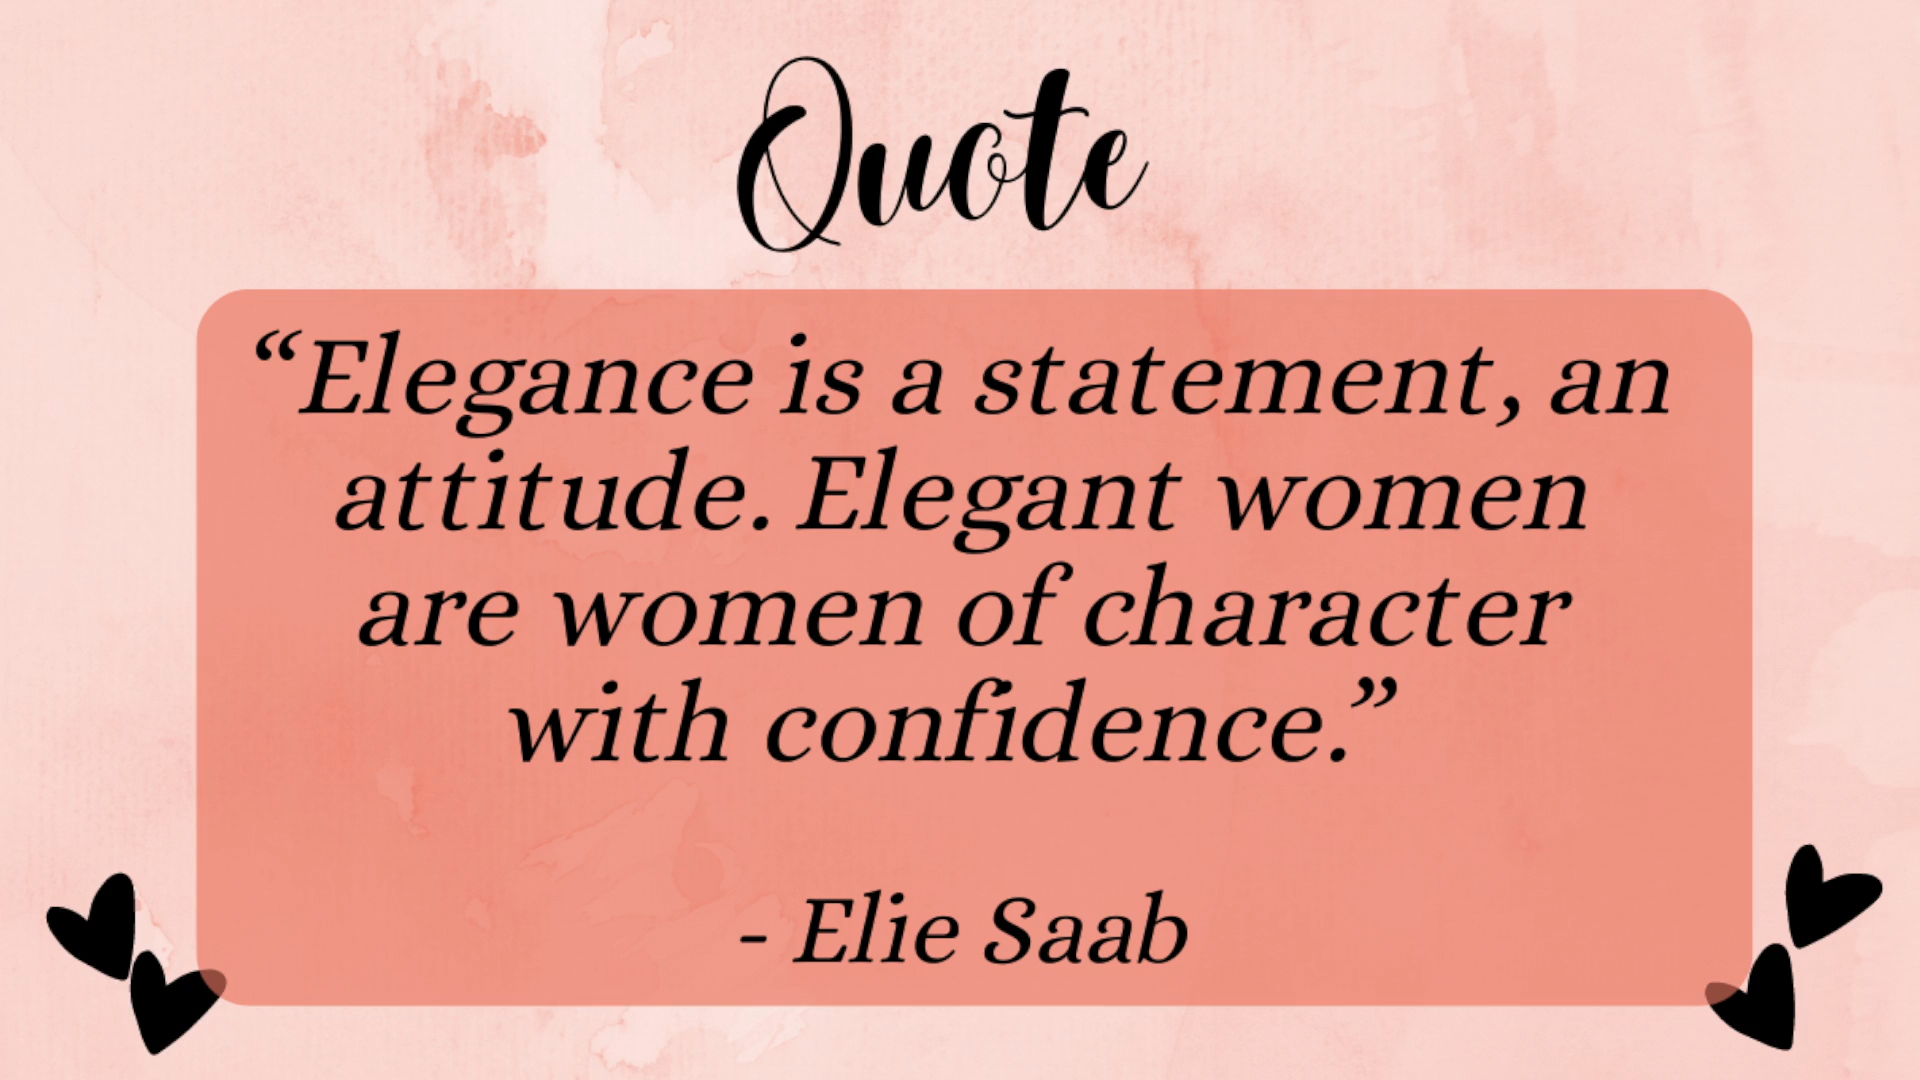 Quote
“Elegance is a statement, an
attitude. Elegant women
are women of character
with confidence.”
- Elie Saab